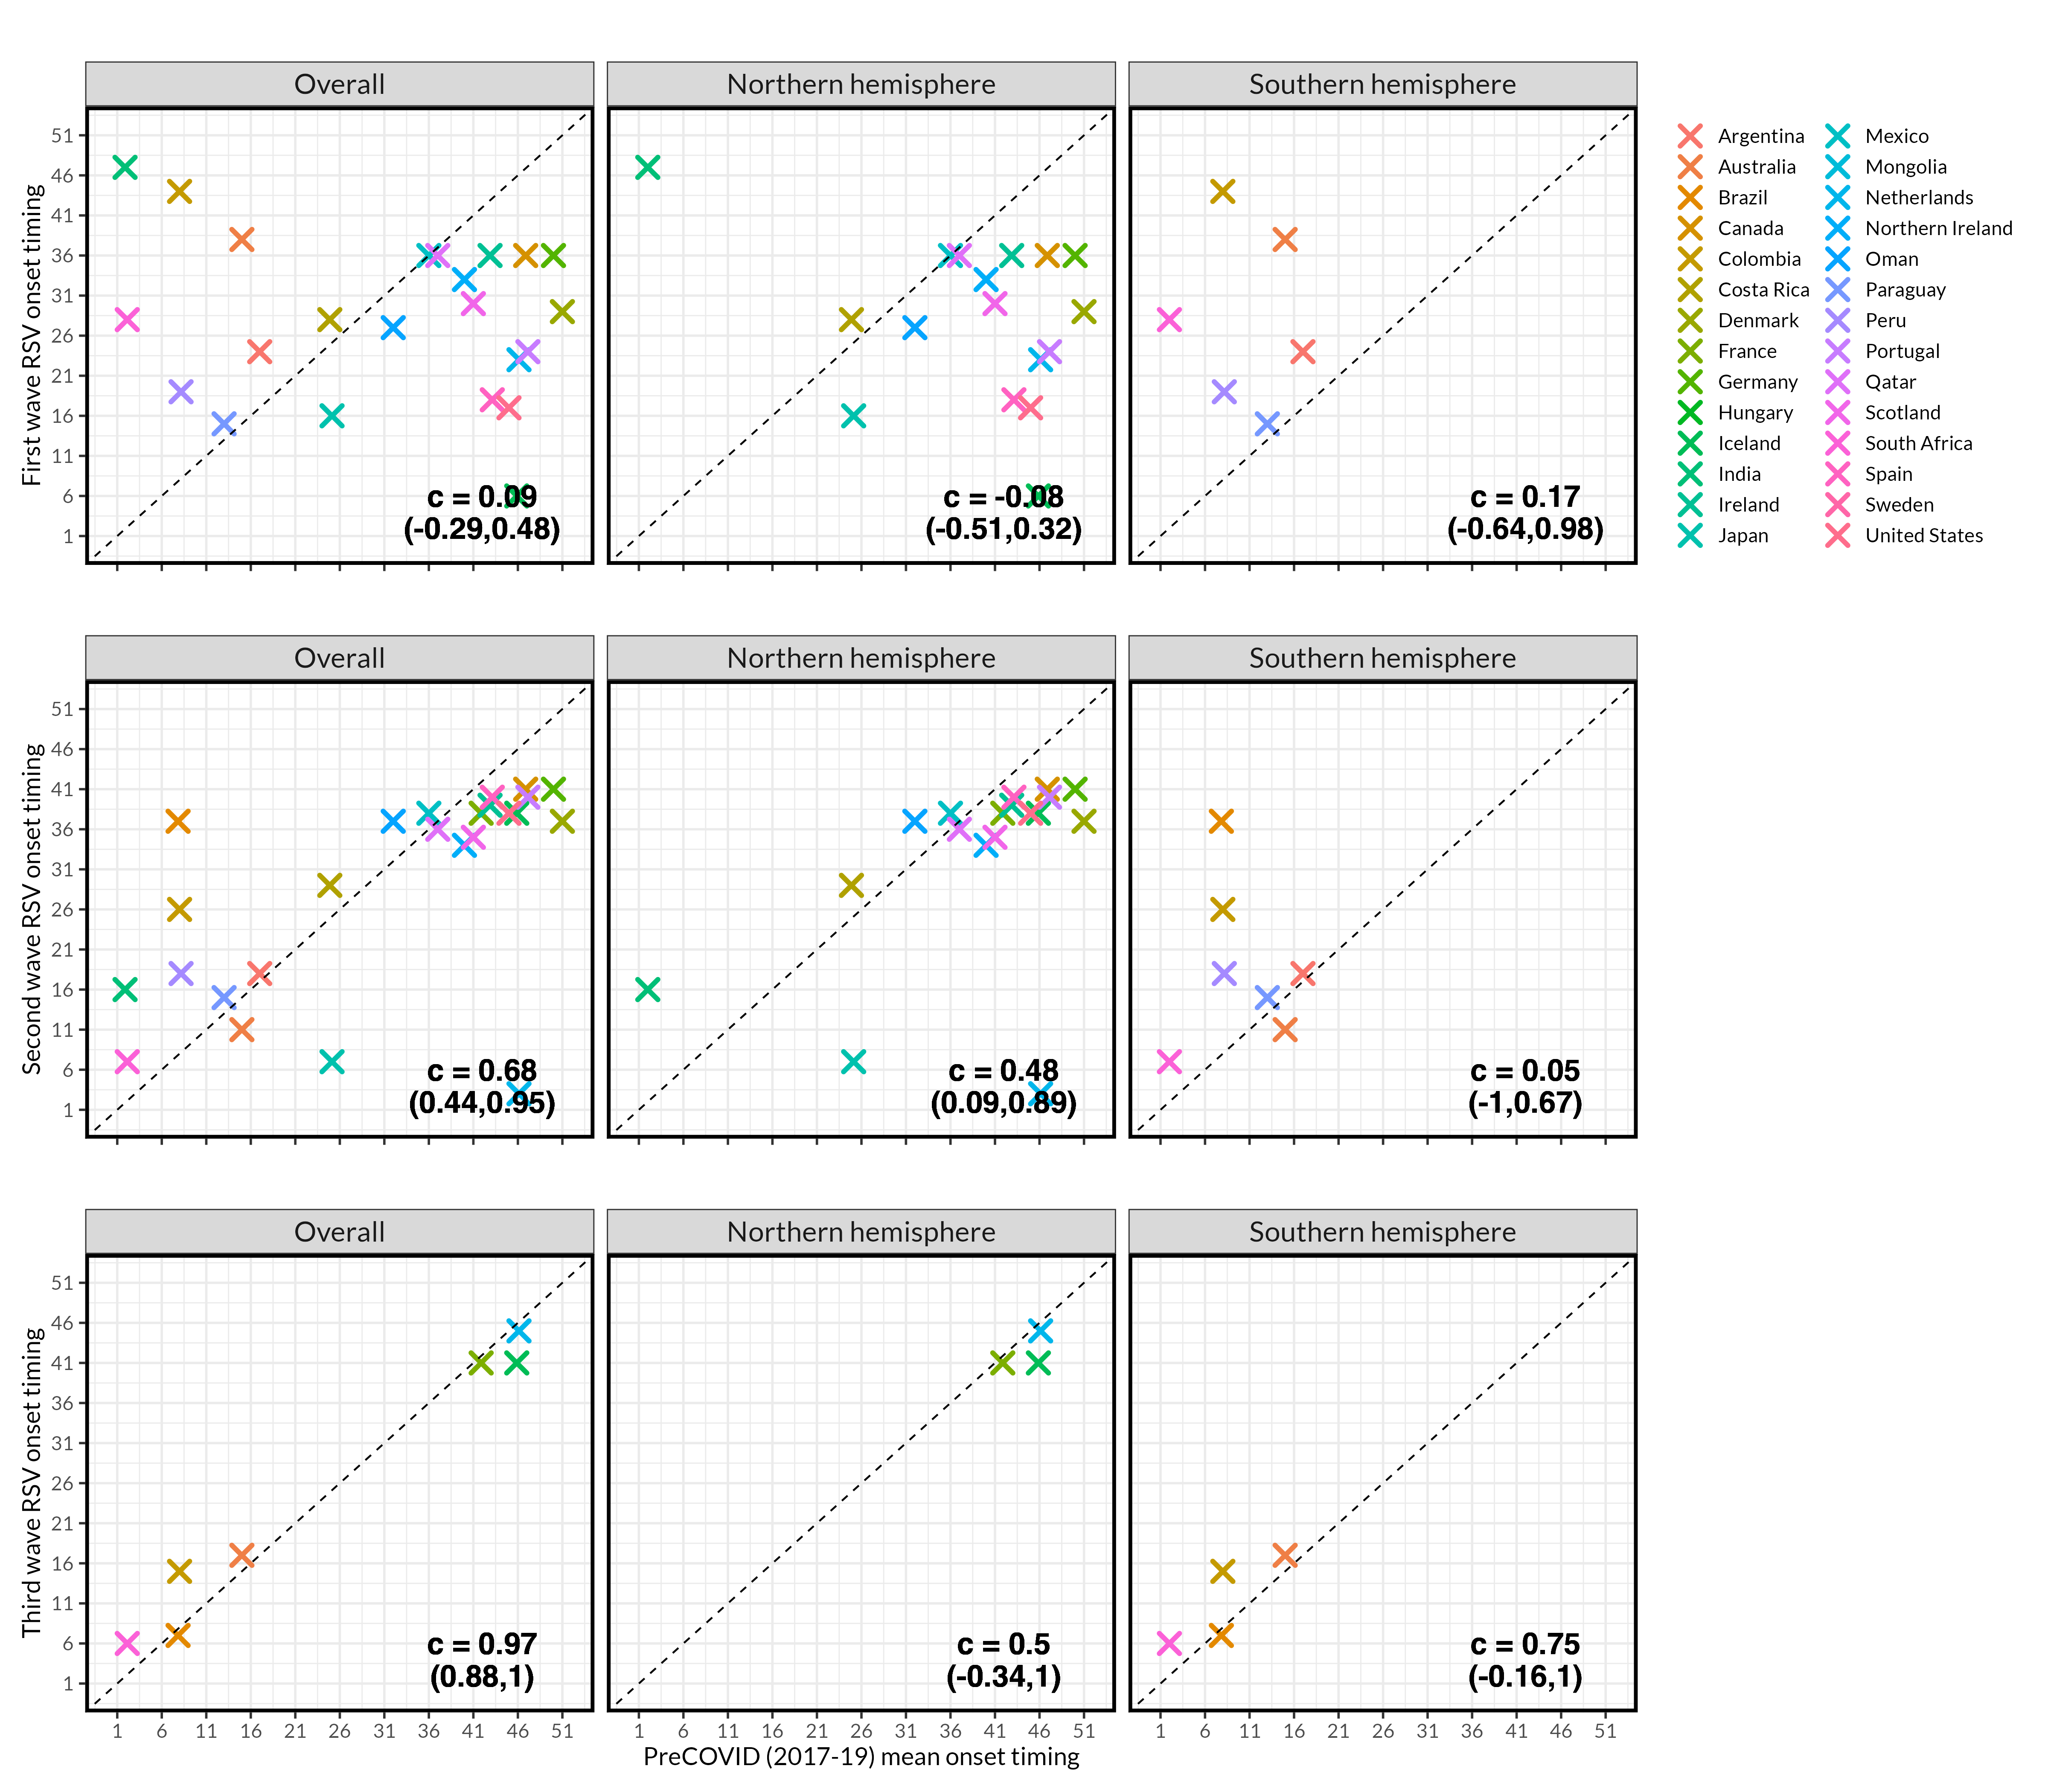 Overall Northern hemisphere Southern hemisphere
First wave RSV onset timing
51
46
41
36
31
26
21
16
11
6
1
c = 0.09
(-0.29,0.48)
c = -0.08
(-0.51,0.32)
c = 0.17
(-0.64,0.98)
Argentina Mexico
Australia Mongolia
Brazil Netherlands
Canada Northern Ireland
Colombia Oman
Costa Rica Paraguay
Denmark Peru
France Portugal
Germany Qatar
Hungary Scotland
Iceland South Africa
India Spain
Ireland Sweden
Japan United States
Overall Northern hemisphere Southern hemisphere
Second wave RSV onset timing
51
46
41
36
31
26
21
16
11
6
1
c = 0.68
(0.44,0.95)
c = 0.48
(0.09,0.89)
c = 0.05
(-1,0.67)
Overall Northern hemisphere Southern hemisphere
Third wave RSV onset timing
51
46
41
36
31
26
21
16
11
6
1
c = 0.97
(0.88,1)
c = 0.5
(-0.34,1)
c = 0.75
(-0.16,1)
1 6 11 16 21 26 31 36 41 46 51 1 6 11 16 21 26 31 36 41 46 51 1 6 11 16 21 26 31 36 41 46 51
PreCOVID (2017-19) mean onset timing